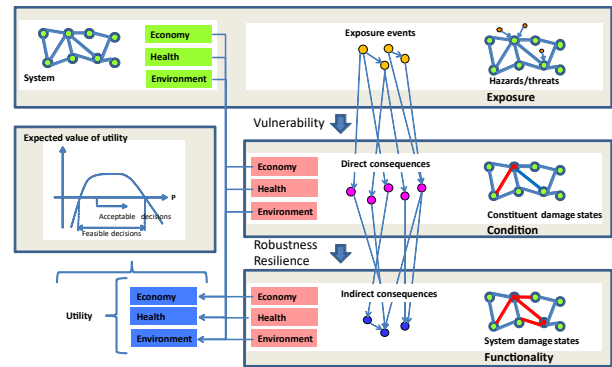 System
Economy
Health
Environment
Exposure events
Hazards/threats
Exposure
Vulnerability
Expected value of utility
P
Acceptable decisions
Feasible decisions
Economy
Health
Environment
Direct consequences
Constituent damage states
Condition
Robustness
Resilience
Utility
Economy
Health
Environment
Economy
Health
Environment
Indirect consequences
System damage states
Functionality